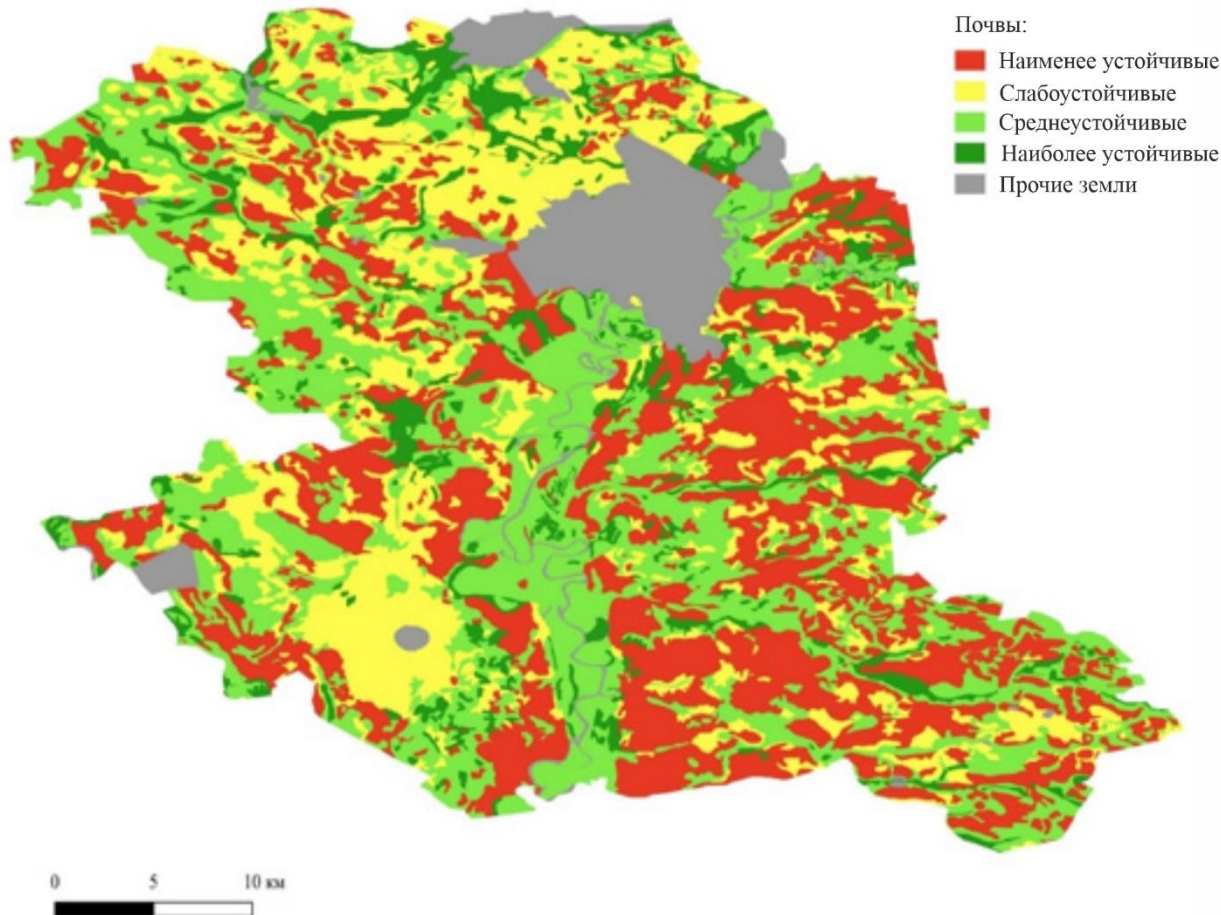 Почвы:
Наименее устойчивые
Слабоустойчивые
Среднеустойчивые
Наиболее устойчивые
Прочие земли
0 5 10 км